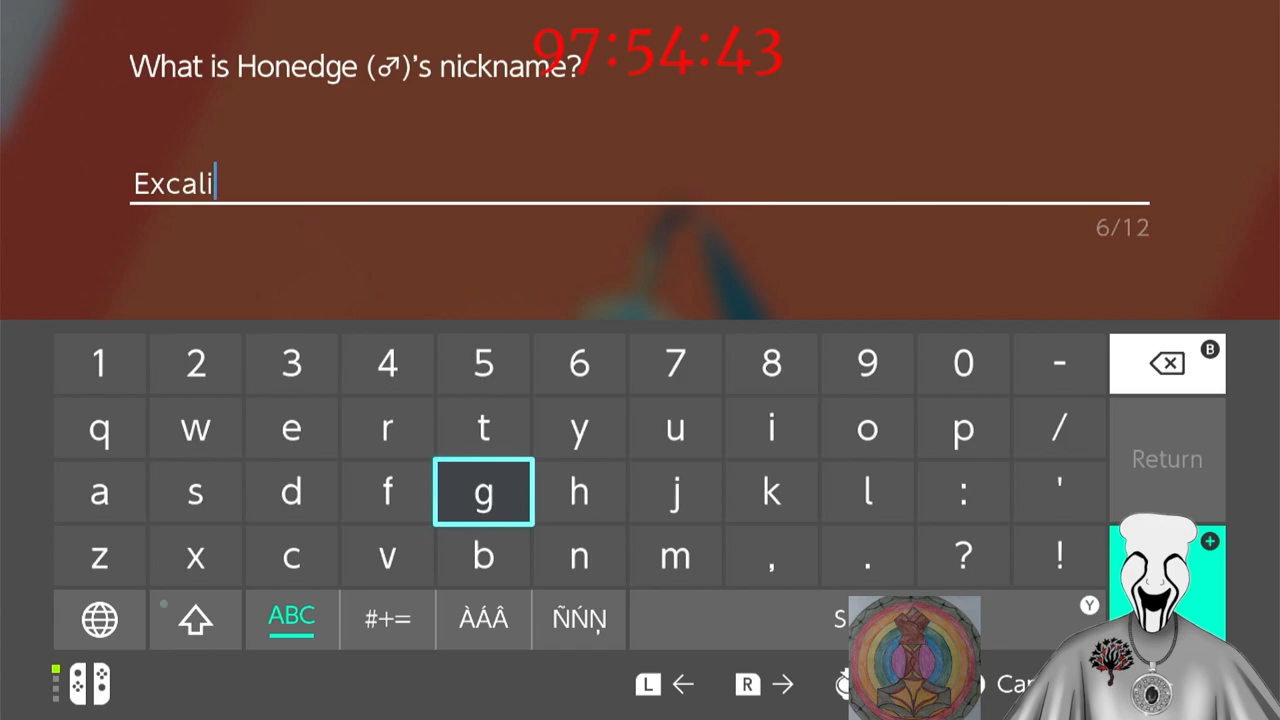 97:54:43
What is Honedge (♂)'s nickname?
Excali
6/12
1 2 3 4 5 6 7 8 9 0 - B
q w e r t y u i o p /
a s d f g h j k l : ' Return
z x c v b n m , . ? ! +
ABC #+= ÀÁÂ ÑŃŅ Y
L ← R →